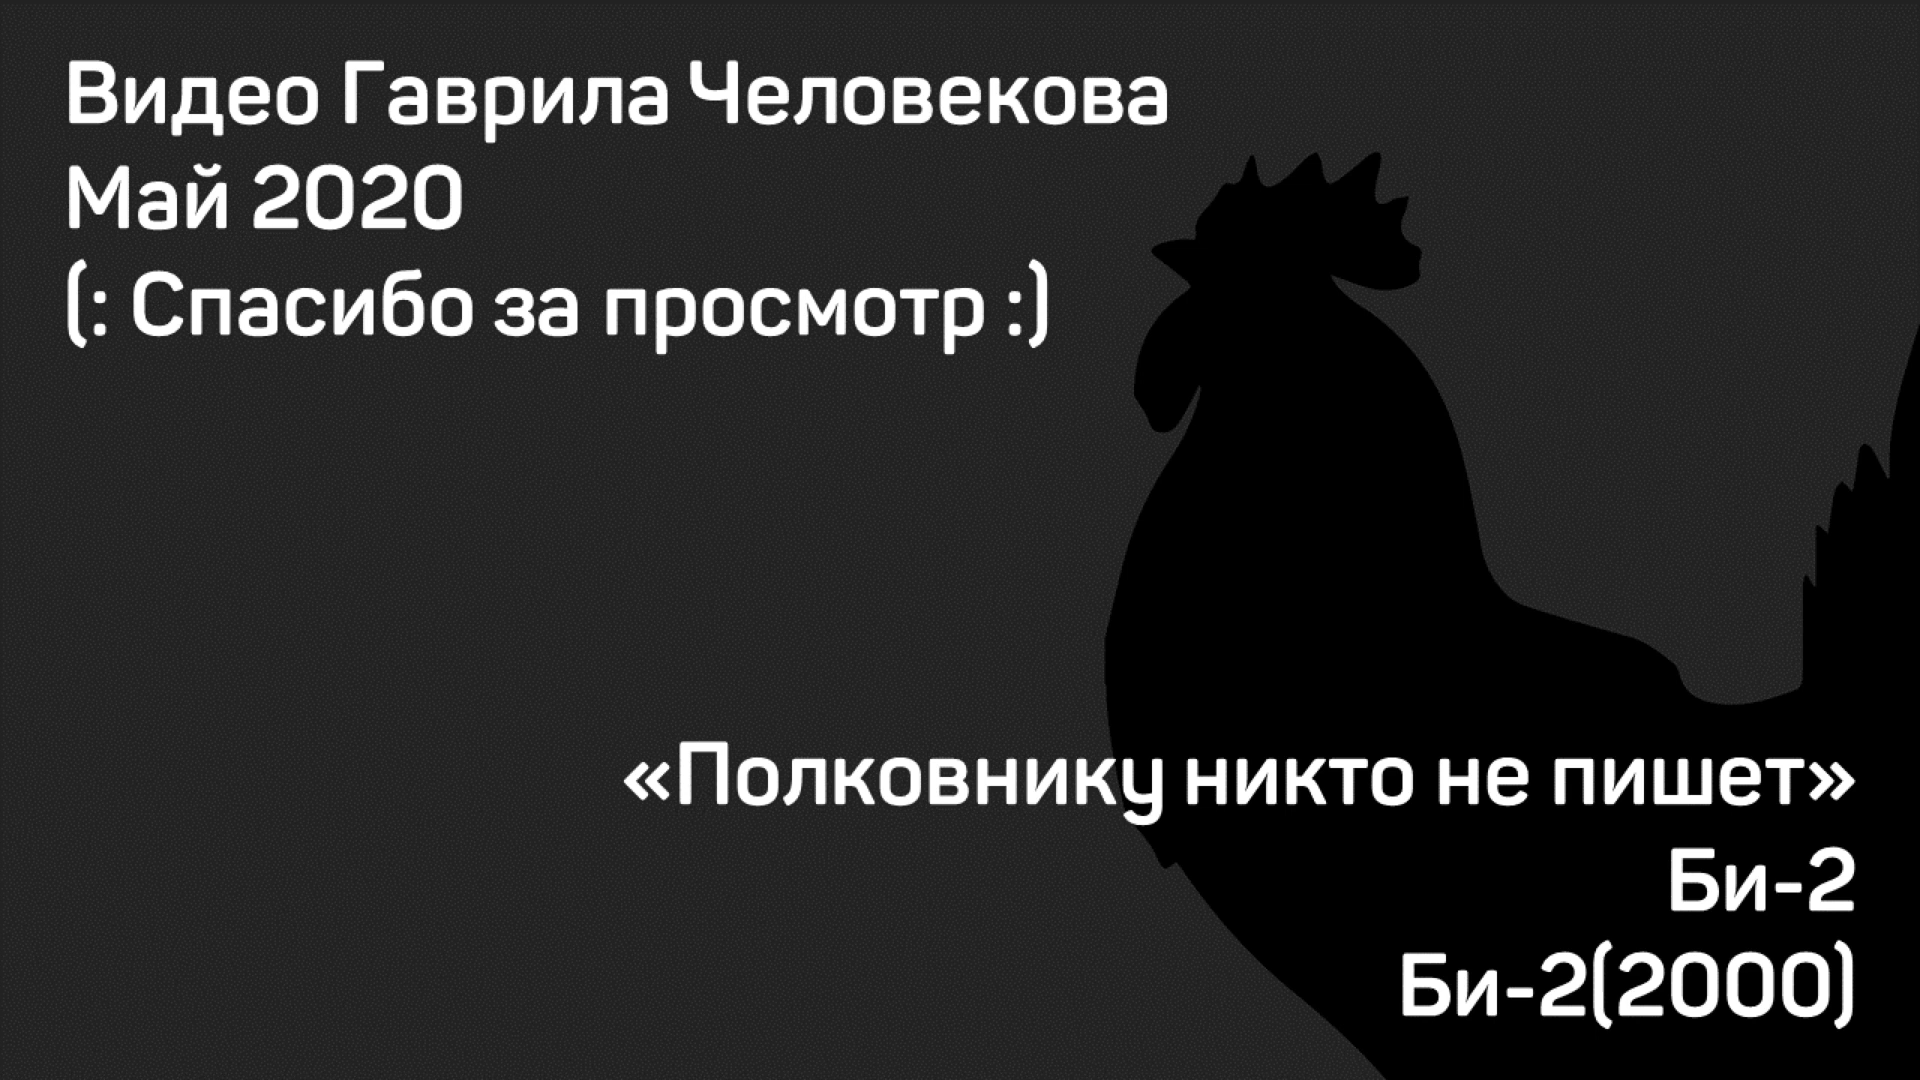 Видео Гаврила Человекова
Май 2020
(: Спасибо за просмотр :)
«Полковнику никто не пишет»
Би-2
Би-2(2000)